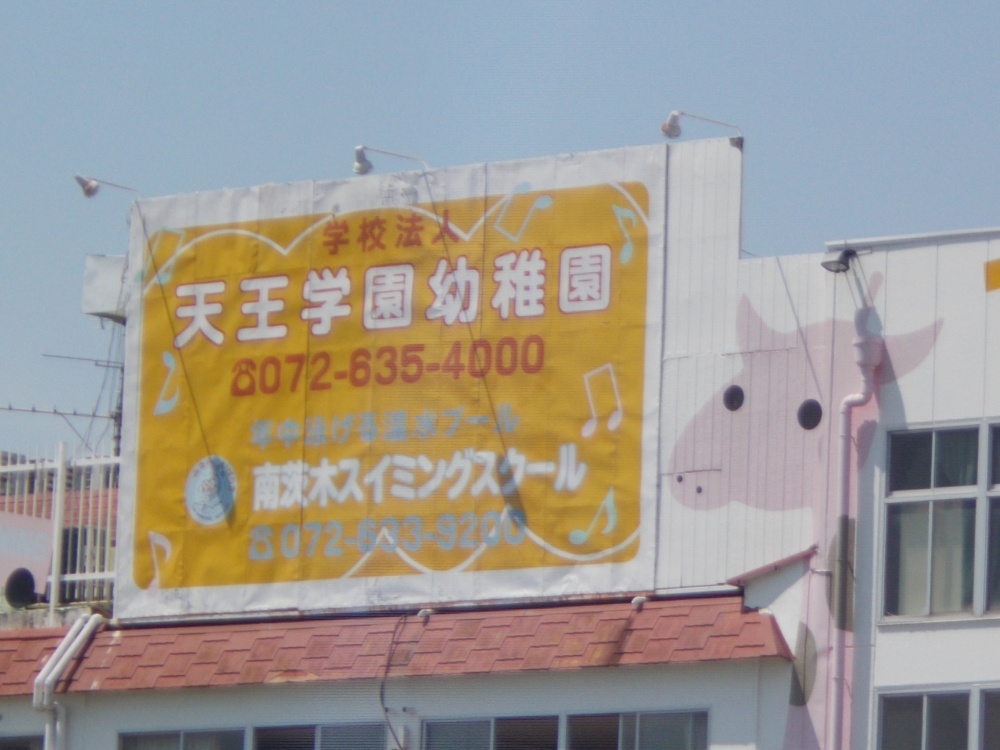 学校法人
天王学園幼稚園
☎072-635-4000
年中泳げる温水プール
南茨木スイミングスクール
☎072-633-9200